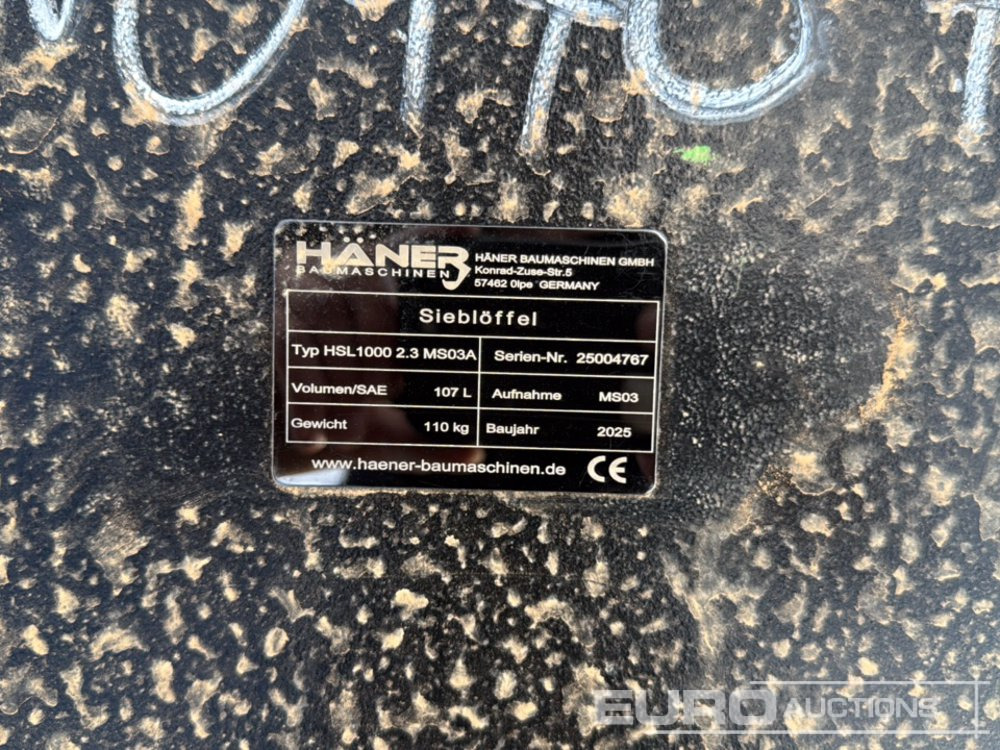 HÄNER
BAUMASCHINEN
HÄNER BAUMASCHINEN GMBH
Konrad-Zuse-Str.5
57462 Olpe GERMANY
Sieblöffel
Typ HSL1000 2.3 MS03A
Serien-Nr. 25004767
Volumen/SAE 107 L
Aufnahme MS03
Gewicht 110 kg
Baujahr 2025
www.haener-baumaschinen.de CE
EURO AUCTIONS